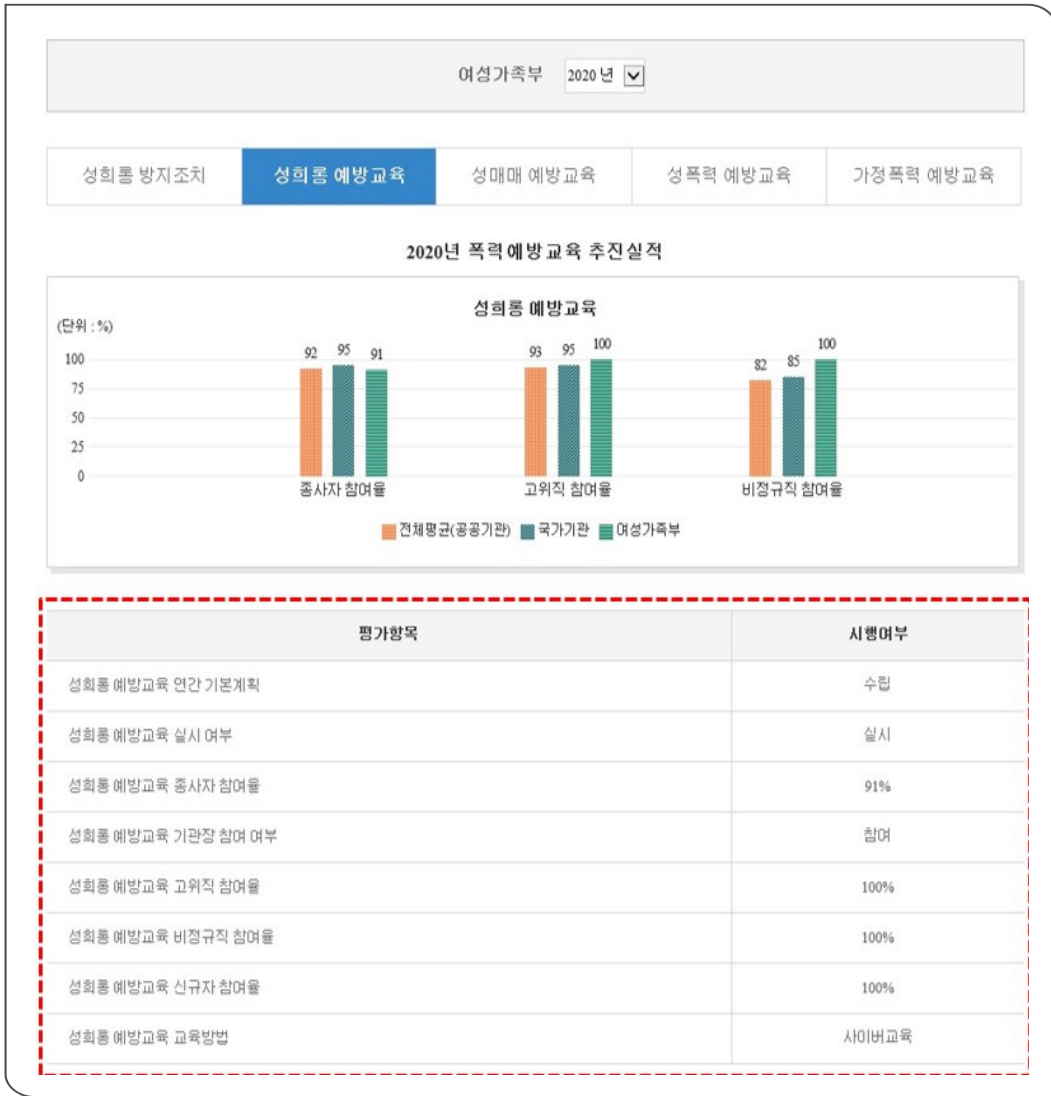 여성가족부 2020 년
성희롱 방지조치 성희롱 예방교육 성매매 예방교육 성폭력 예방교육 가정폭력 예방교육
2020년 폭력예방교육 추진실적
성희롱 예방교육
(단위 : %)
100
75
50
25
0
92 95 91
93 95 100
82 85 100
종사자 참여율 고위직 참여율 비정규직 참여율
전체평균(공공기관) 국가기관 여성가족부
평가항목 시행여부
성희롱 예방교육 연간 기본계획 수립
성희롱 예방교육 실시 여부 실시
성희롱 예방교육 종사자 참여율 91%
성희롱 예방교육 기관장 참여 여부 참여
성희롱 예방교육 고위직 참여율 100%
성희롱 예방교육 비정규직 참여율 100%
성희롱 예방교육 신규자 참여율 100%
성희롱 예방교육 교육방법 사이버교육